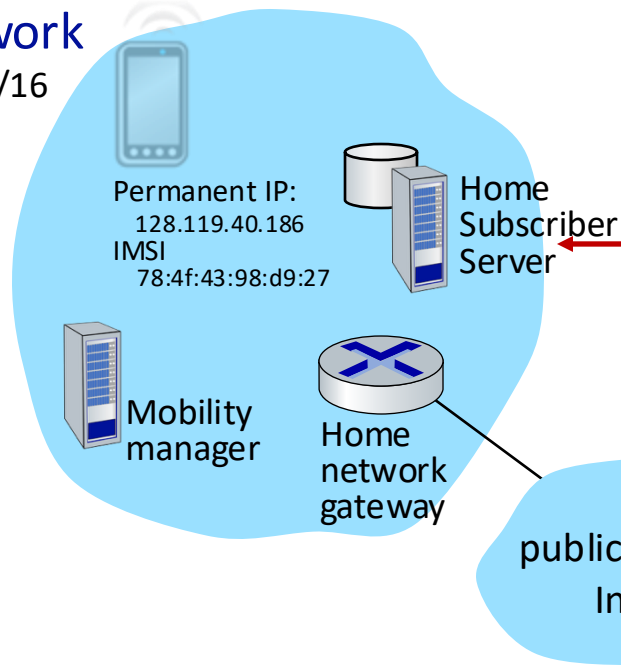 work
/16
Permanent IP:
128.119.40.186
IMSI
78:4f:43:98:d9:27
Home
Subscriber
Server
Mobility
manager
Home
network
gateway
public
In